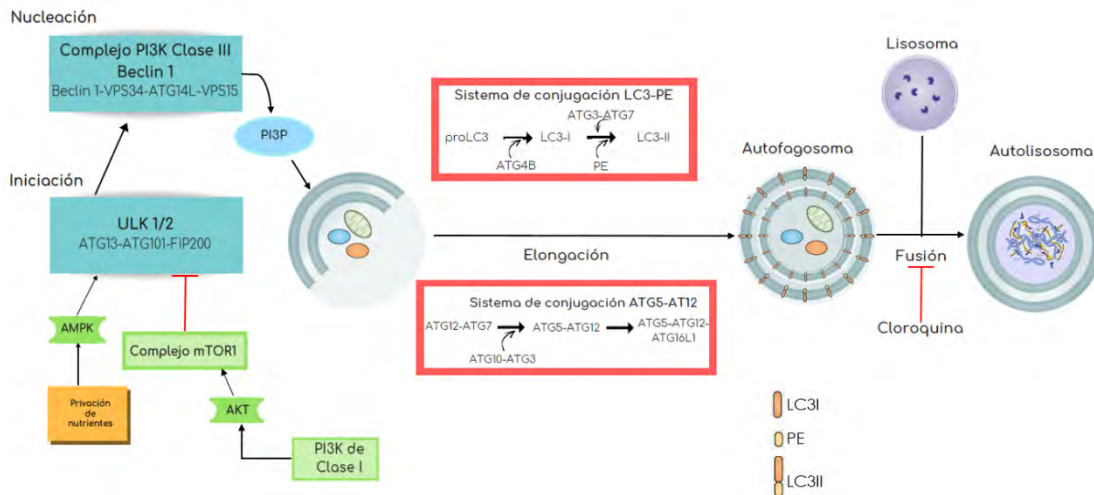 Nucleación
Complejo PI3K Clase III
Beclin 1
Beclin 1-VPS34-ATG14L-VPS15
PI3P
Iniciación
ULK 1/2
ATG13-ATG101-FIP200
AMPK
Privación de
nutrientes
Complejo mTOR1
AKT
PI3K de
Clase I
Sistema de conjugación LC3-PE
ATG3-ATG7
proLC3
LC3-I
LC3-II
ATG4B
PE
Elongación
Sistema de conjugación ATG5-AT12
ATG12-ATG7
ATG5-ATG12
ATG5-ATG12-
ATG16L1
ATG10-ATG3
Autofagosoma
Lisosoma
Autolisosoma
Fusión
Cloroquina
LC3I
PE
LC3II